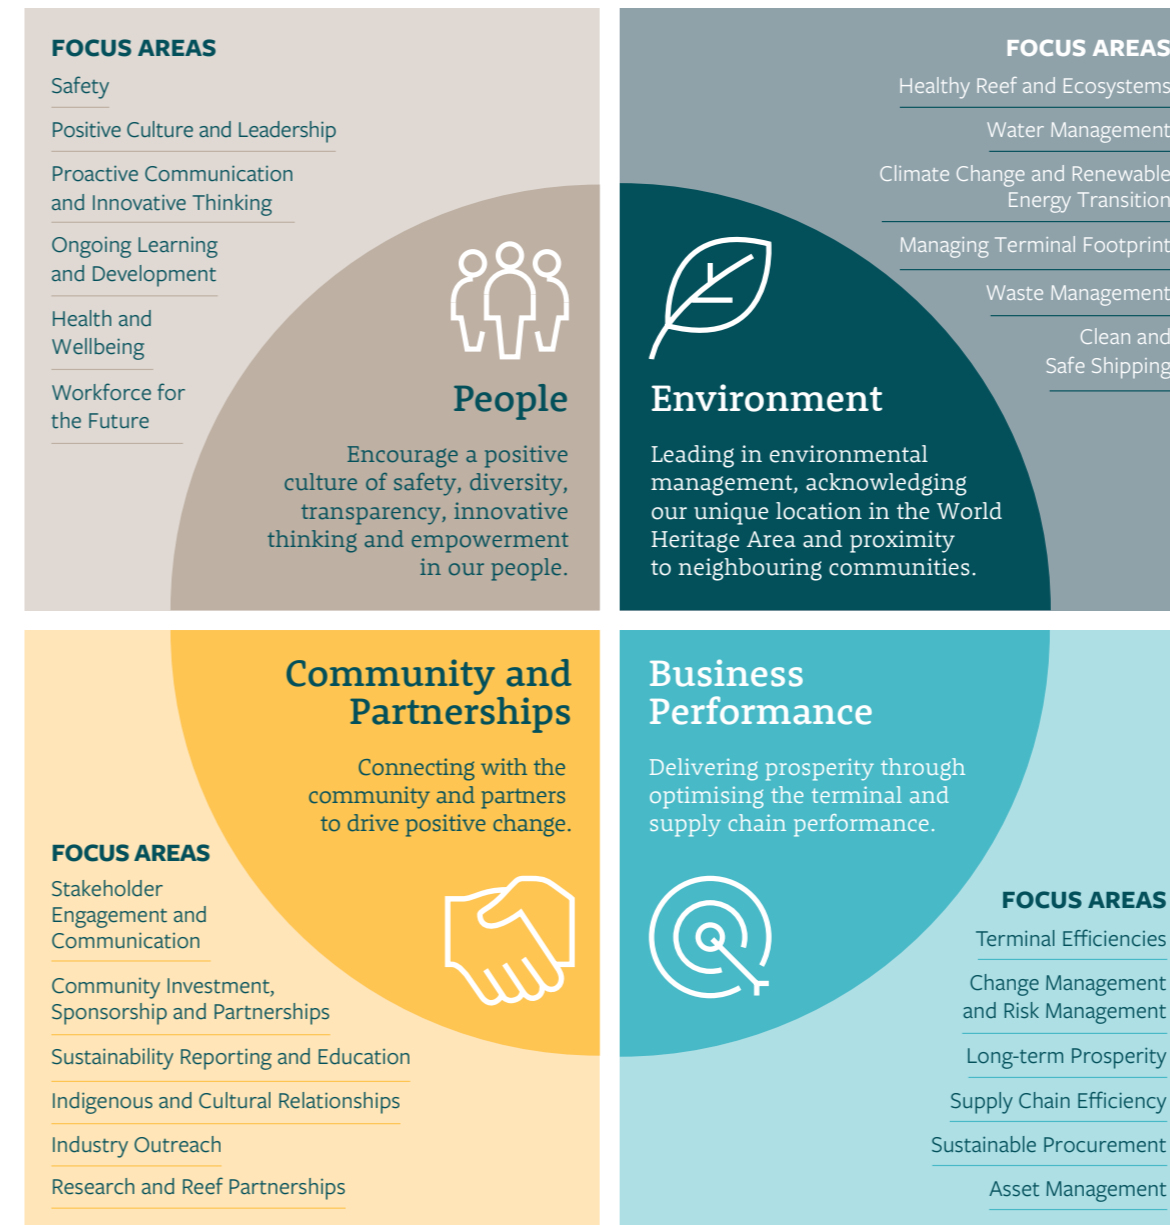 FOCUS AREAS
Safety
Positive Culture and Leadership
Proactive Communication
and Innovative Thinking
Ongoing Learning
and Development
Health and
Wellbeing
Workforce for
the Future
People
Encourage a positive
culture of safety, diversity,
transparency, innovative
thinking and empowerment
in our people.
FOCUS AREAS
Healthy Reef and Ecosystems
Water Management
Climate Change and Renewable
Energy Transition
Managing Terminal Footprint
Waste Management
Clean and
Safe Shipping
Environment
Leading in environmental
management, acknowledging
our unique location in the World
Heritage Area and proximity
to neighbouring communities.
Community and
Partnerships
Connecting with the
community and partners
to drive positive change.
FOCUS AREAS
Stakeholder
Engagement and
Communication
Community Investment,
Sponsorship and Partnerships
Sustainability Reporting and Education
Indigenous and Cultural Relationships
Industry Outreach
Research and Reef Partnerships
Business
Performance
Delivering prosperity through
optimising the terminal and
supply chain performance.
FOCUS AREAS
Terminal Efficiencies
Change Management
and Risk Management
Long-term Prosperity
Supply Chain Efficiency
Sustainable Procurement
Asset Management